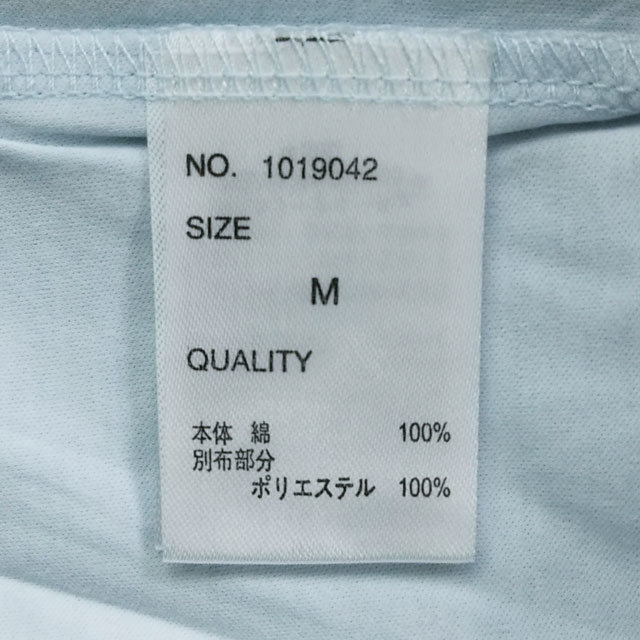 NO. 1019042
SIZE
M
QUALITY
本体 綿 100%
別布部分
ポリエステル 100%